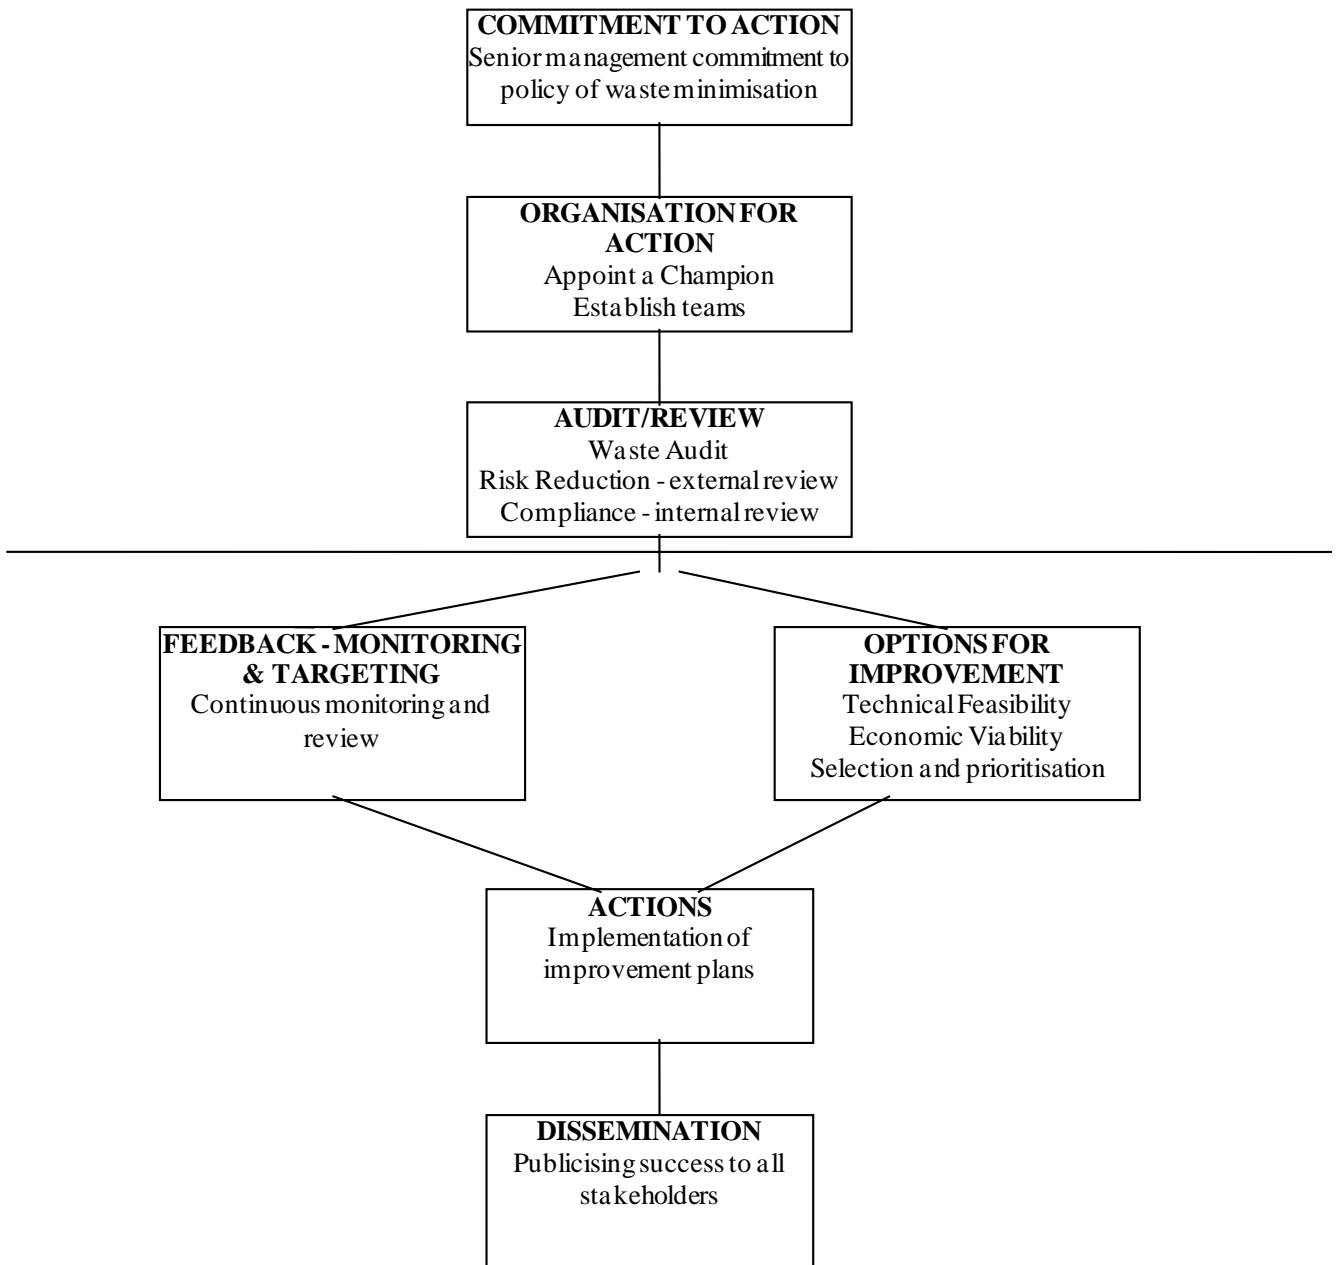 COMMITMENT TO ACTION
Senior management commitment to
policy of waste minimisation
ORGANISATION FOR
ACTION
Appoint a Champion
Establish teams
AUDIT/REVIEW
Waste Audit
Risk Reduction - external review
Compliance - internal review
FEEDBACK - MONITORING
& TARGETING
Continuous monitoring and
review
OPTIONS FOR
IMPROVEMENT
Technical Feasibility
Economic Viability
Selection and prioritisation
ACTIONS
Implementation of
improvement plans
DISSEMINATION
Publicising success to all
stakeholders